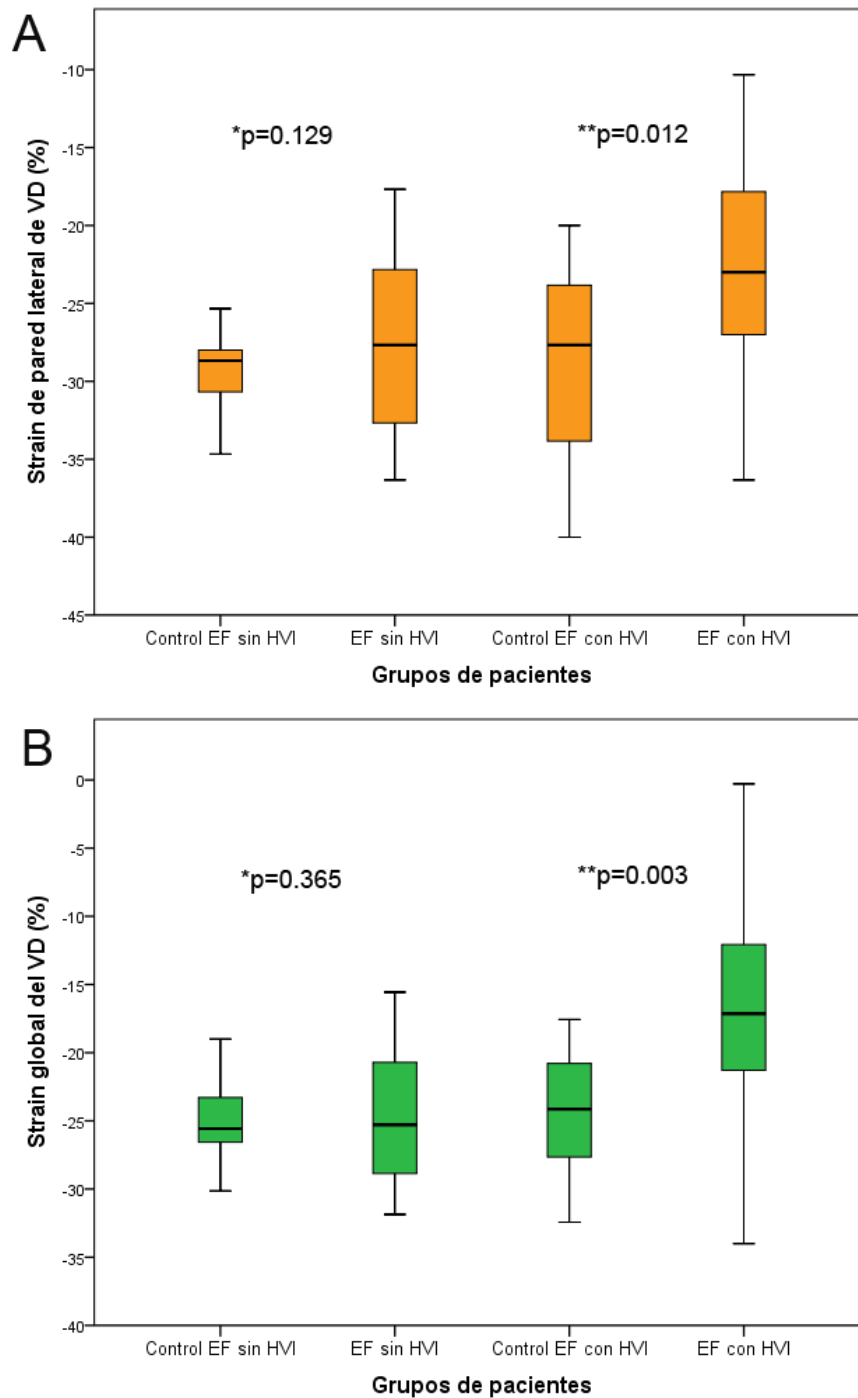 A
Strain de pared lateral de VD (%)
-10
-15
-20
-25
-30
-35
-40
-45
*p=0.129
**p=0.012
Control EF sin HVI
EF sin HVI
Control EF con HVI
EF con HVI
Grupos de pacientes
B
Strain global del VD (%)
0
-5
-10
-15
-20
-25
-30
-35
-40
*p=0.365
**p=0.003
Control EF sin HVI
EF sin HVI
Control EF con HVI
EF con HVI
Grupos de pacientes